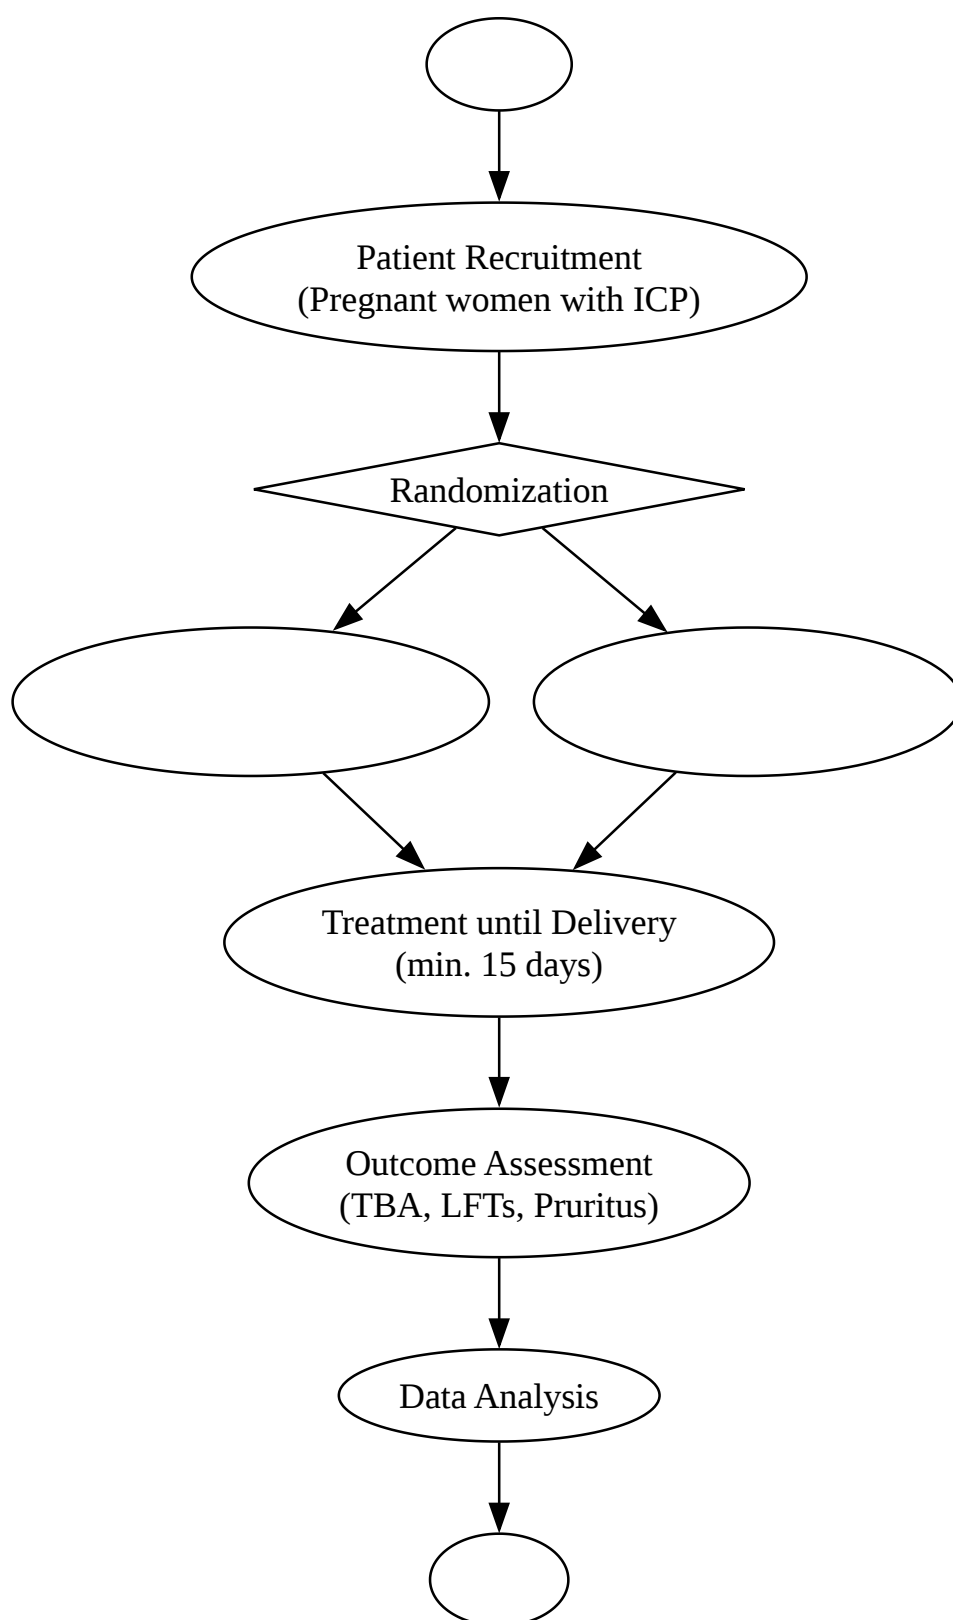 Patient Recruitment
(Pregnant women with ICP)
Randomization
Treatment until Delivery
(min. 15 days)
Outcome Assessment
(TBA, LFTs, Pruritus)
Data Analysis